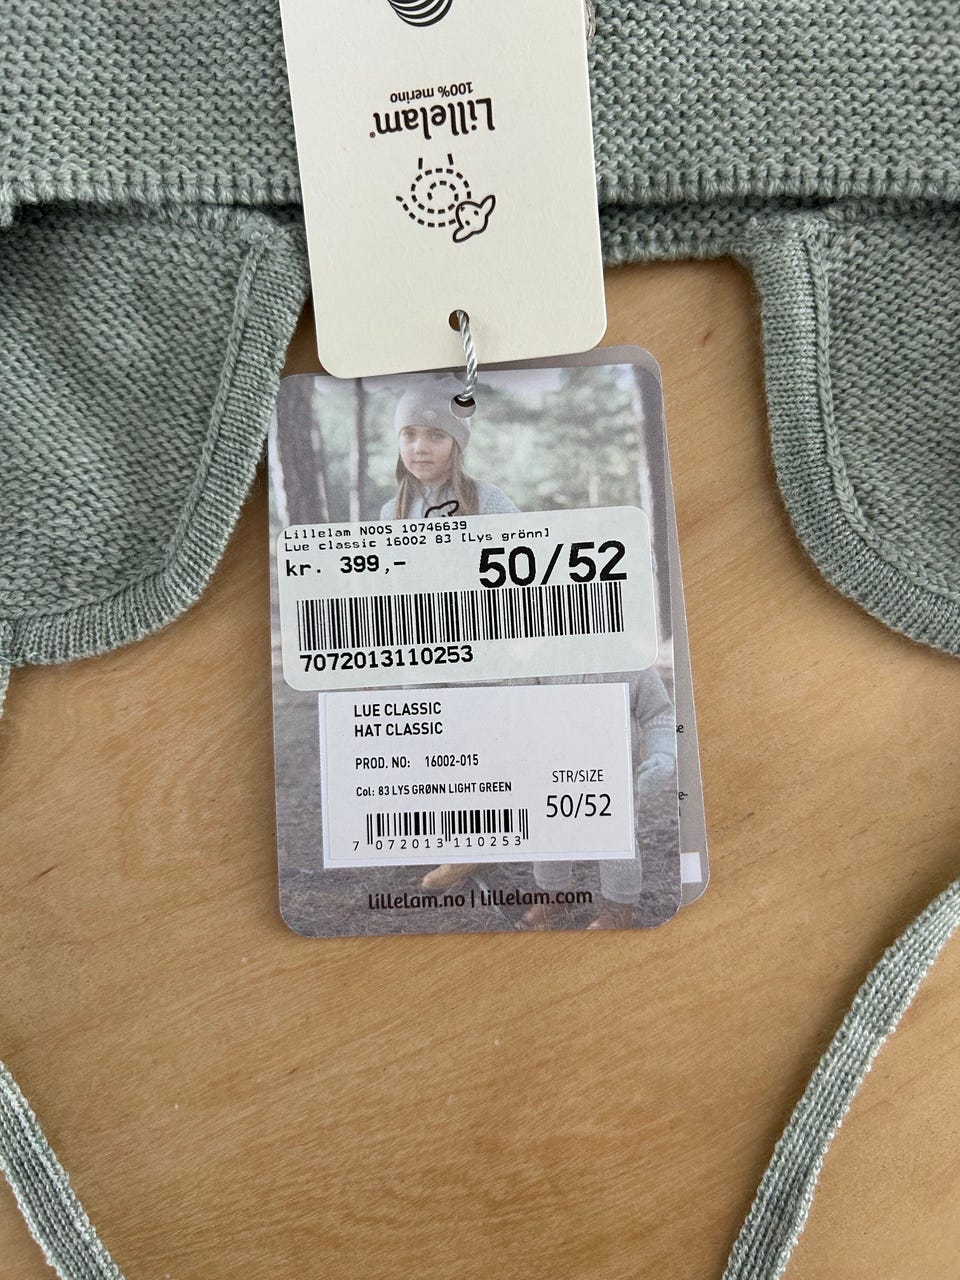 Lillelam®
100% merino
Lillelam NOOS 10746639
Lue classic 16002 83 [Lys grönn]
kr. 399,-
50/52
7072013110253
LUE CLASSIC
HAT CLASSIC
PROD. NO: 16002-015
Col: 83 LYS GRØNN LIGHT GREEN
STR/SIZE
50/52
7 072013 110253
lillelam.no | lillelam.com